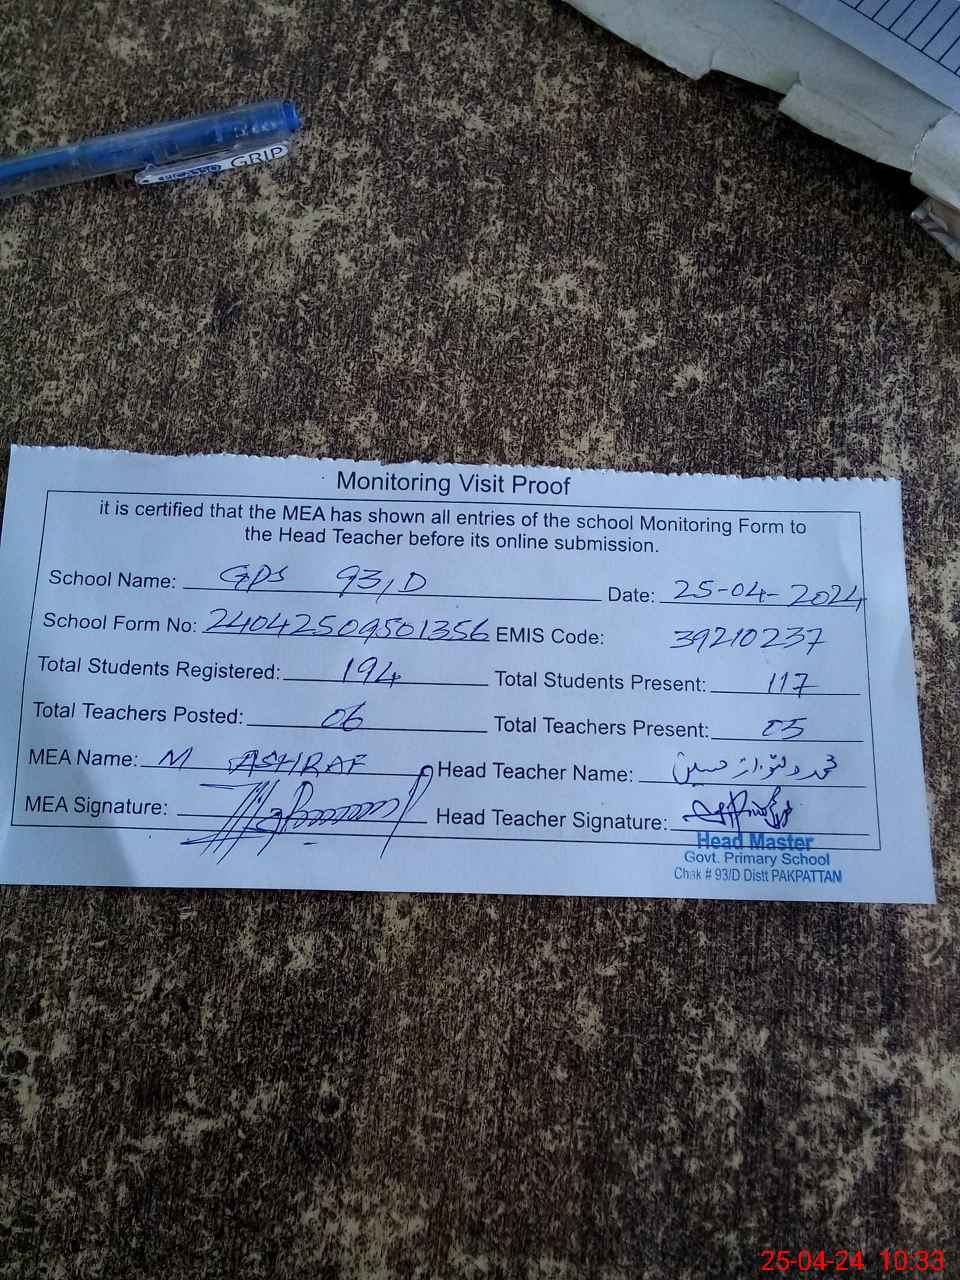 GRIP
Monitoring Visit Proof
it is certified that the MEA has shown all entries of the school Monitoring Form to
the Head Teacher before its online submission.
School Name: GPS 93/D Date: 25-04-2024
School Form No: 24042509501356 EMIS Code: 39210237
Total Students Registered: 194 Total Students Present: 117
Total Teachers Posted: 06 Total Teachers Present: 05
MEA Name: M ASHRAF Head Teacher Name: محمد دلنواز حسین
MEA Signature: Head Teacher Signature:
Head Master
Govt. Primary School
Chak # 93/D Distt PAKPATTAN
25-04-24 10:33